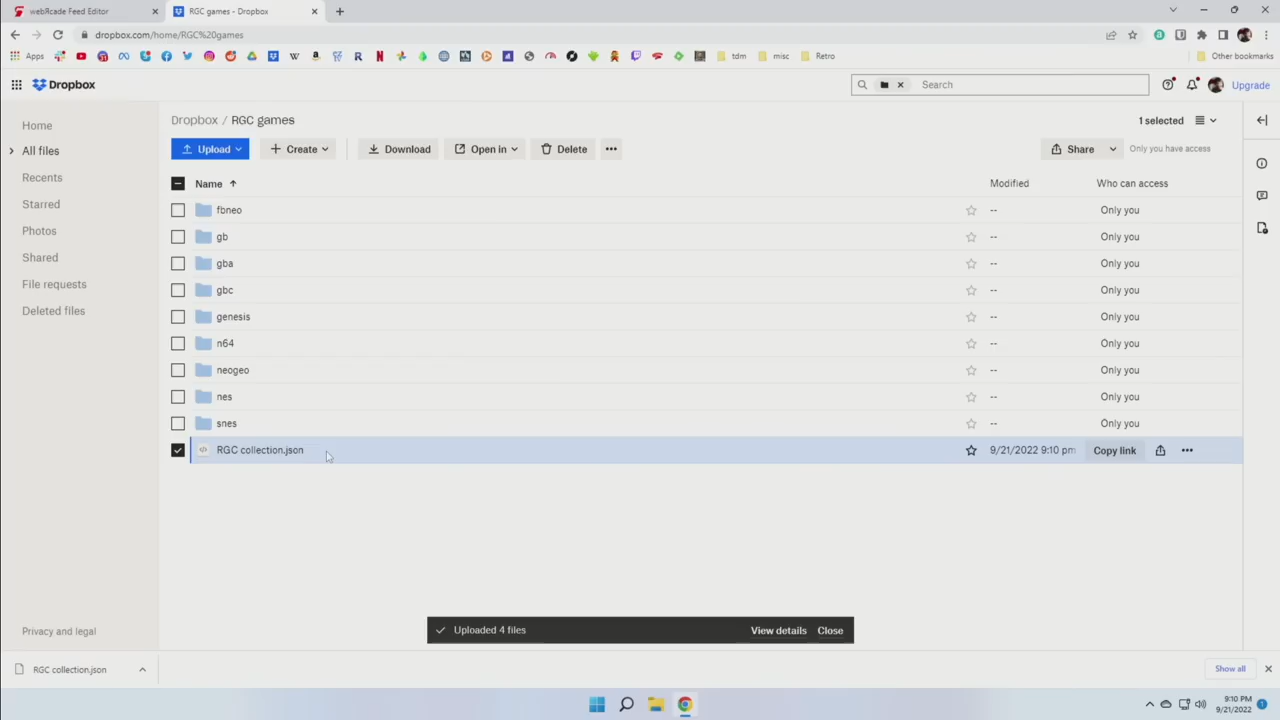 webЯcade Feed Editor
RGC games - Dropbox
dropbox.com/home/RGC%20games
Apps
tdm
misc
Retro
Other bookmarks
Dropbox
Search
Upgrade
Home
All files
Recents
Starred
Photos
Shared
File requests
Deleted files
Privacy and legal
Dropbox / RGC games
1 selected
Upload
Create
Download
Open in
Delete
Share
Only you have access
Name
Modified
Who can access
fbneo -- Only you
gb -- Only you
gba -- Only you
gbc -- Only you
genesis -- Only you
n64 -- Only you
neogeo -- Only you
nes -- Only you
snes -- Only you
RGC collection.json 9/21/2022 9:10 pm Copy link
Uploaded 4 files View details Close
RGC collection.json
Show all
9:10 PM
9/21/2022